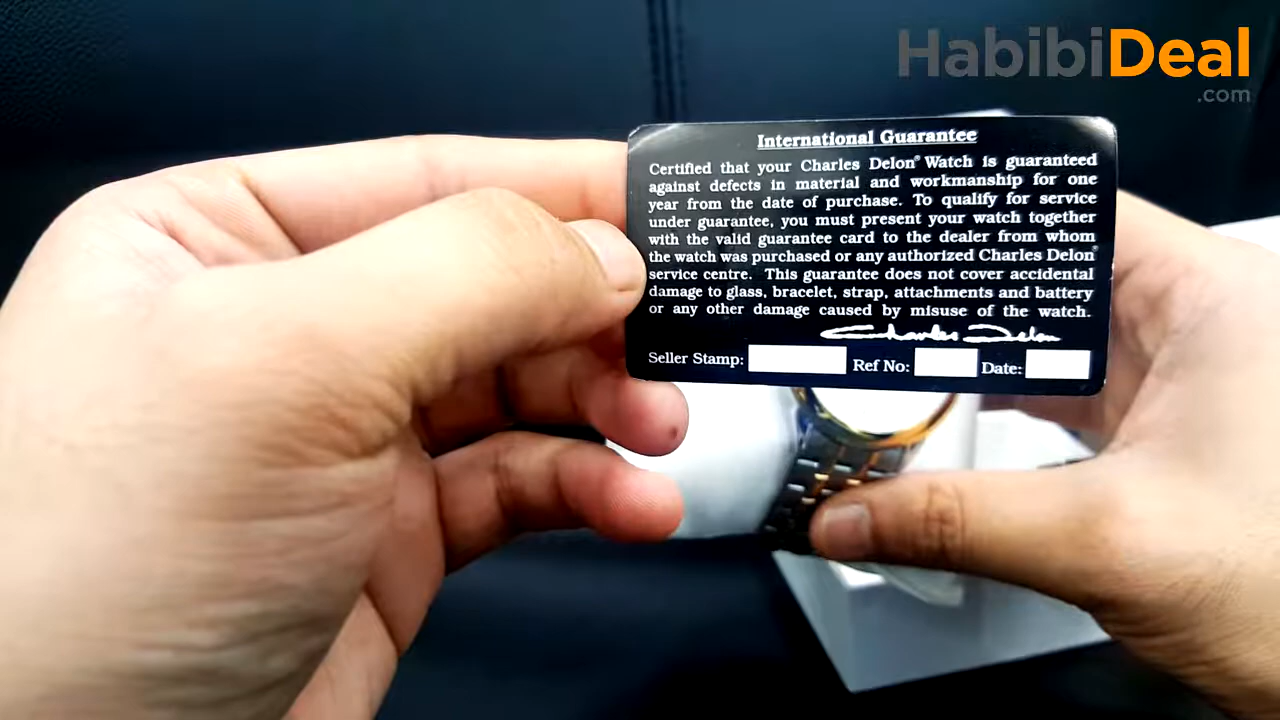 HabibiDeal
.com
International Guarantee
Certified that your Charles Delon® Watch is guaranteed
against defects in material and workmanship for one
year from the date of purchase. To qualify for service
under guarantee, you must present your watch together
with the valid guarantee card to the dealer from whom
the watch was purchased or any authorized Charles Delon®
service centre. This guarantee does not cover accidental
damage to glass, bracelet, strap, attachments and battery
or any other damage caused by misuse of the watch.
Charles Delon
Seller Stamp: Ref No: Date: